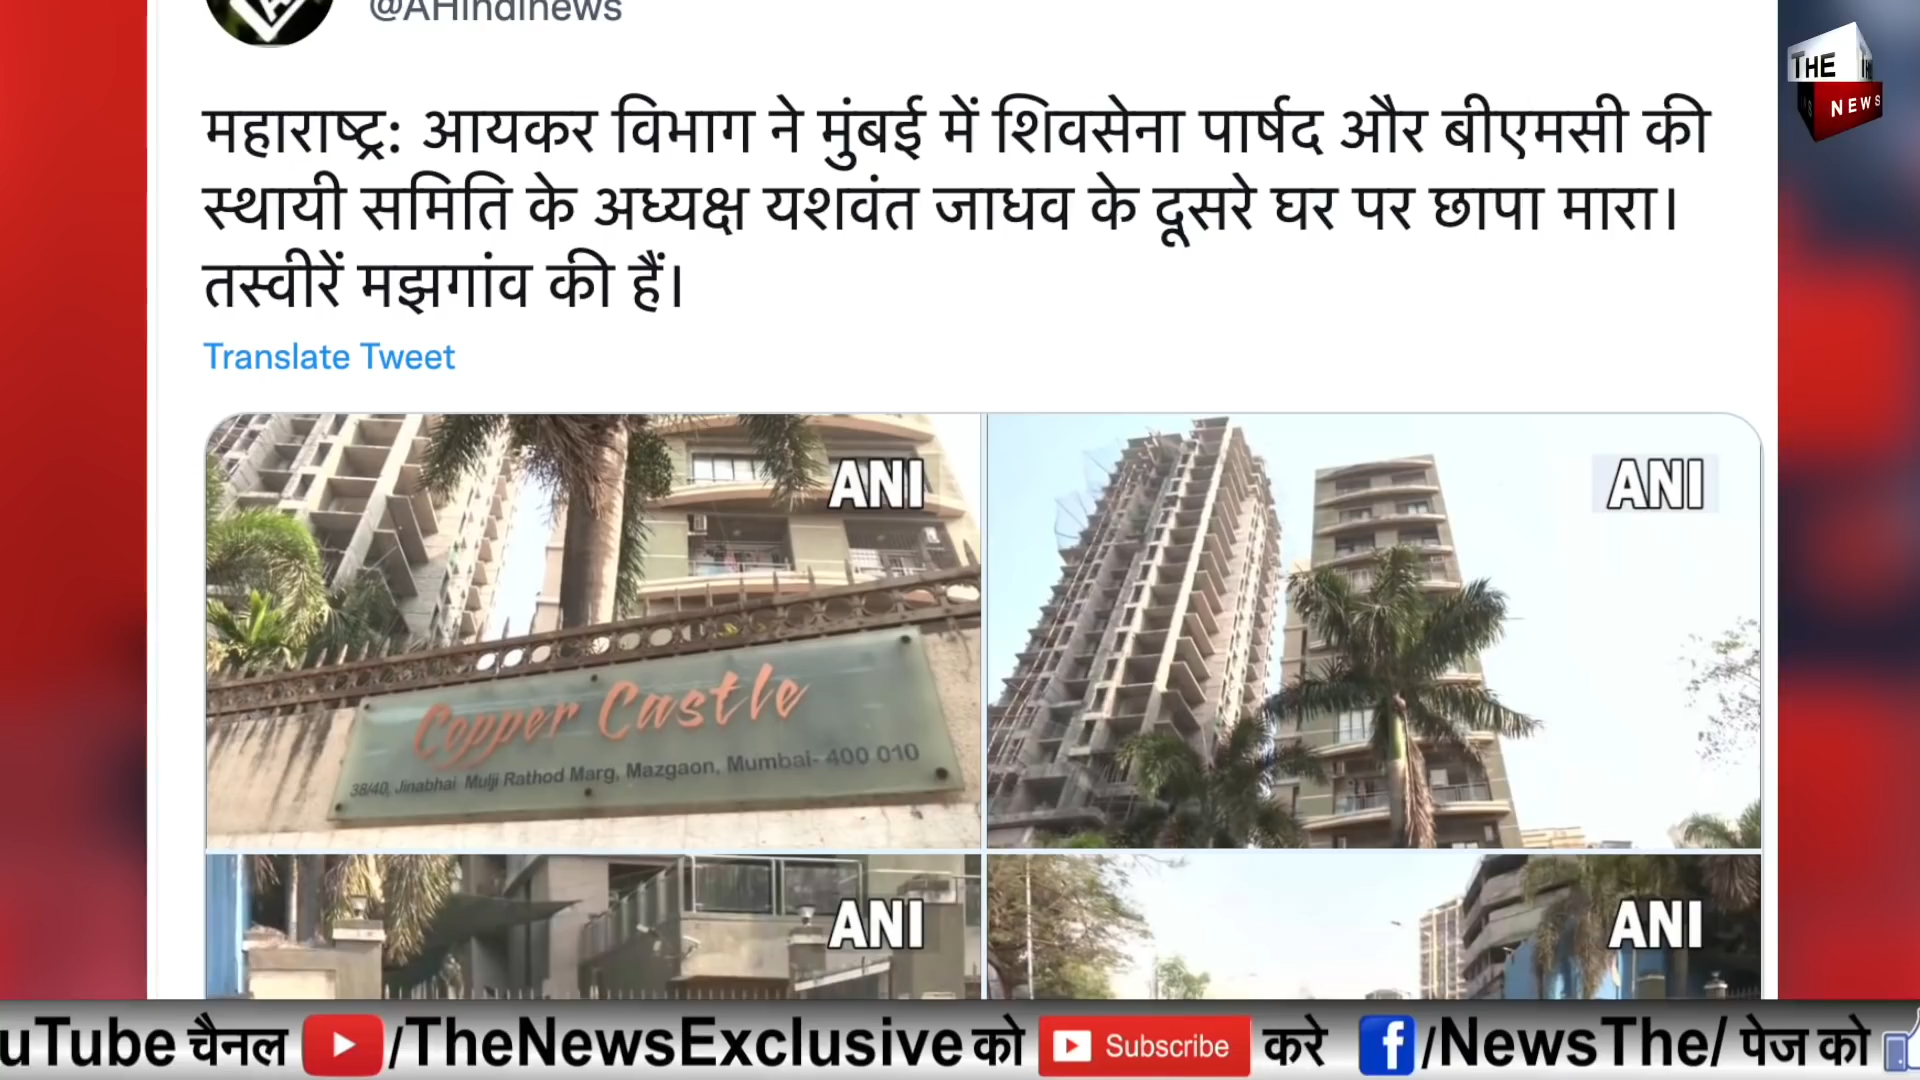 @AHindinews
THE
NEWS
महाराष्ट्र: आयकर विभाग ने मुंबई में शिवसेना पार्षद और बीएमसी की
स्थायी समिति के अध्यक्ष यशवंत जाधव के दूसरे घर पर छापा मारा।
तस्वीरें मझगांव की हैं।
Translate Tweet
ANI
ANI
Copper Castle
38/40, Jinabhai Mulji Rathod Marg, Mazgaon, Mumbai- 400 010
ANI
ANI
uTube चैनल /TheNewsExclusive को Subscribe करे f/NewsThe/ पेज को